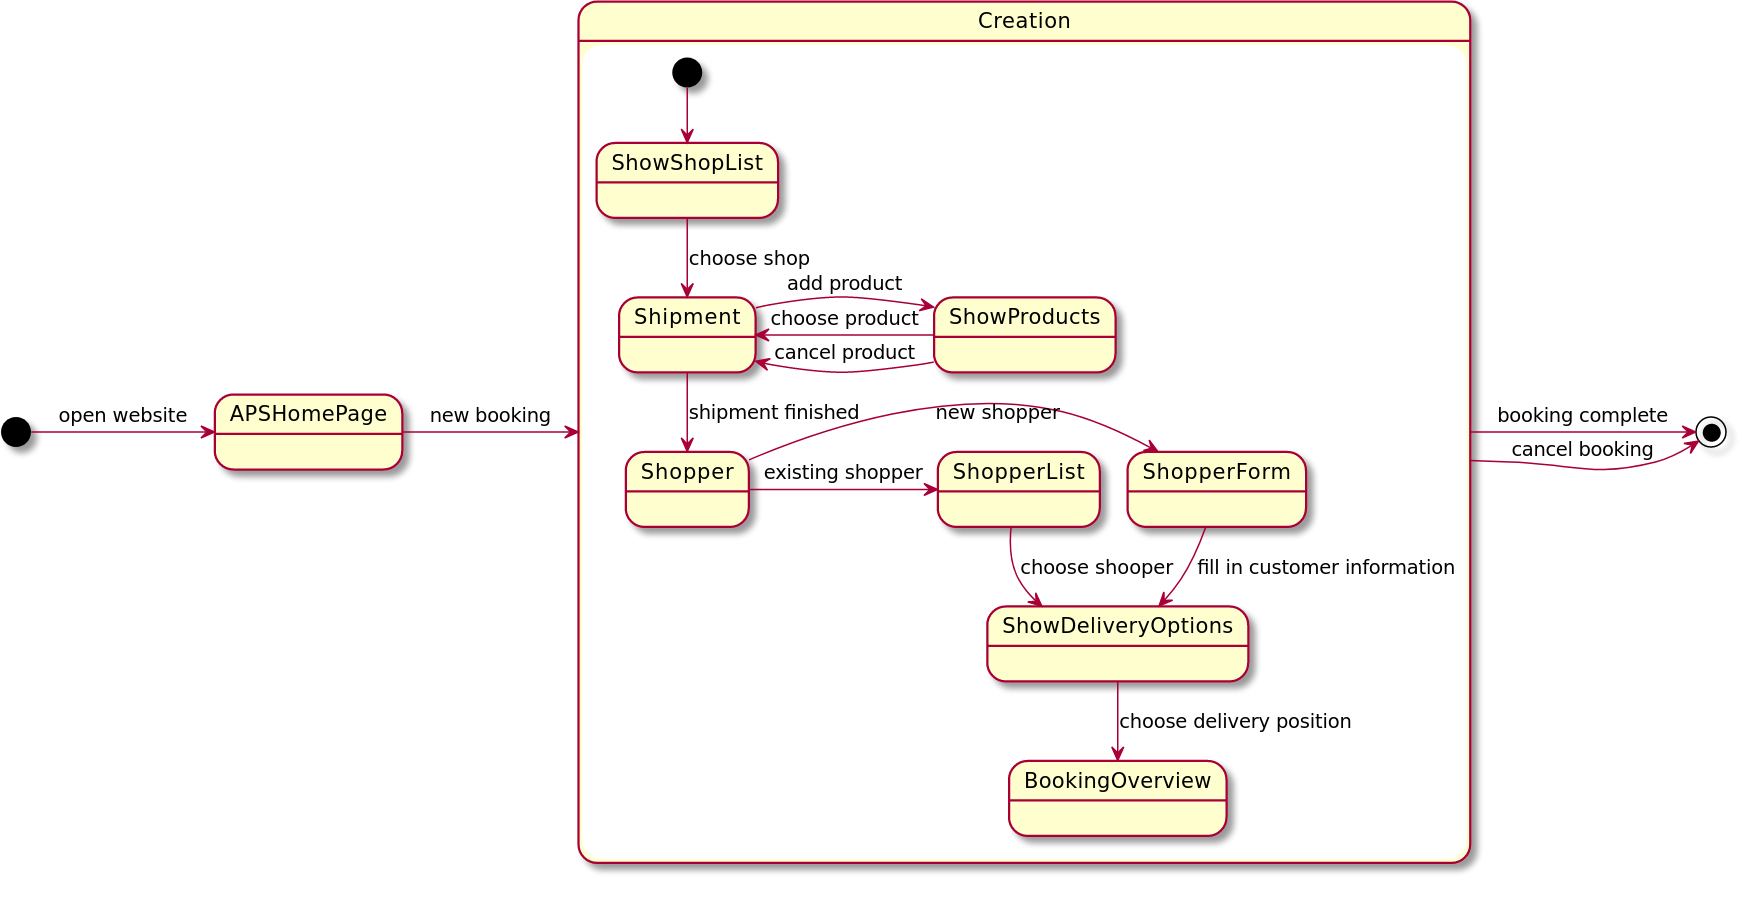 Creation
ShowShopList
choose shop
add product
Shipment
choose product
ShowProducts
cancel product
open website
APSHomePage
new booking
shipment finished
new shopper
booking complete
cancel booking
Shopper
existing shopper
ShopperList
ShopperForm
choose shooper
fill in customer information
ShowDeliveryOptions
choose delivery position
BookingOverview